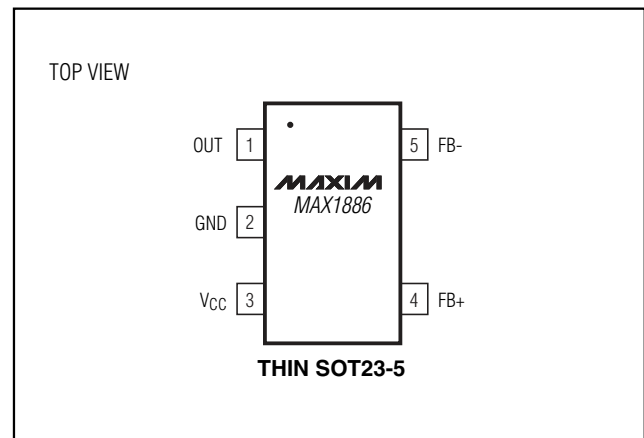 TOP VIEW
OUT 1
5 FB-
MAXIM
MAX1886
GND 2
VCC 3
4 FB+
THIN SOT23-5